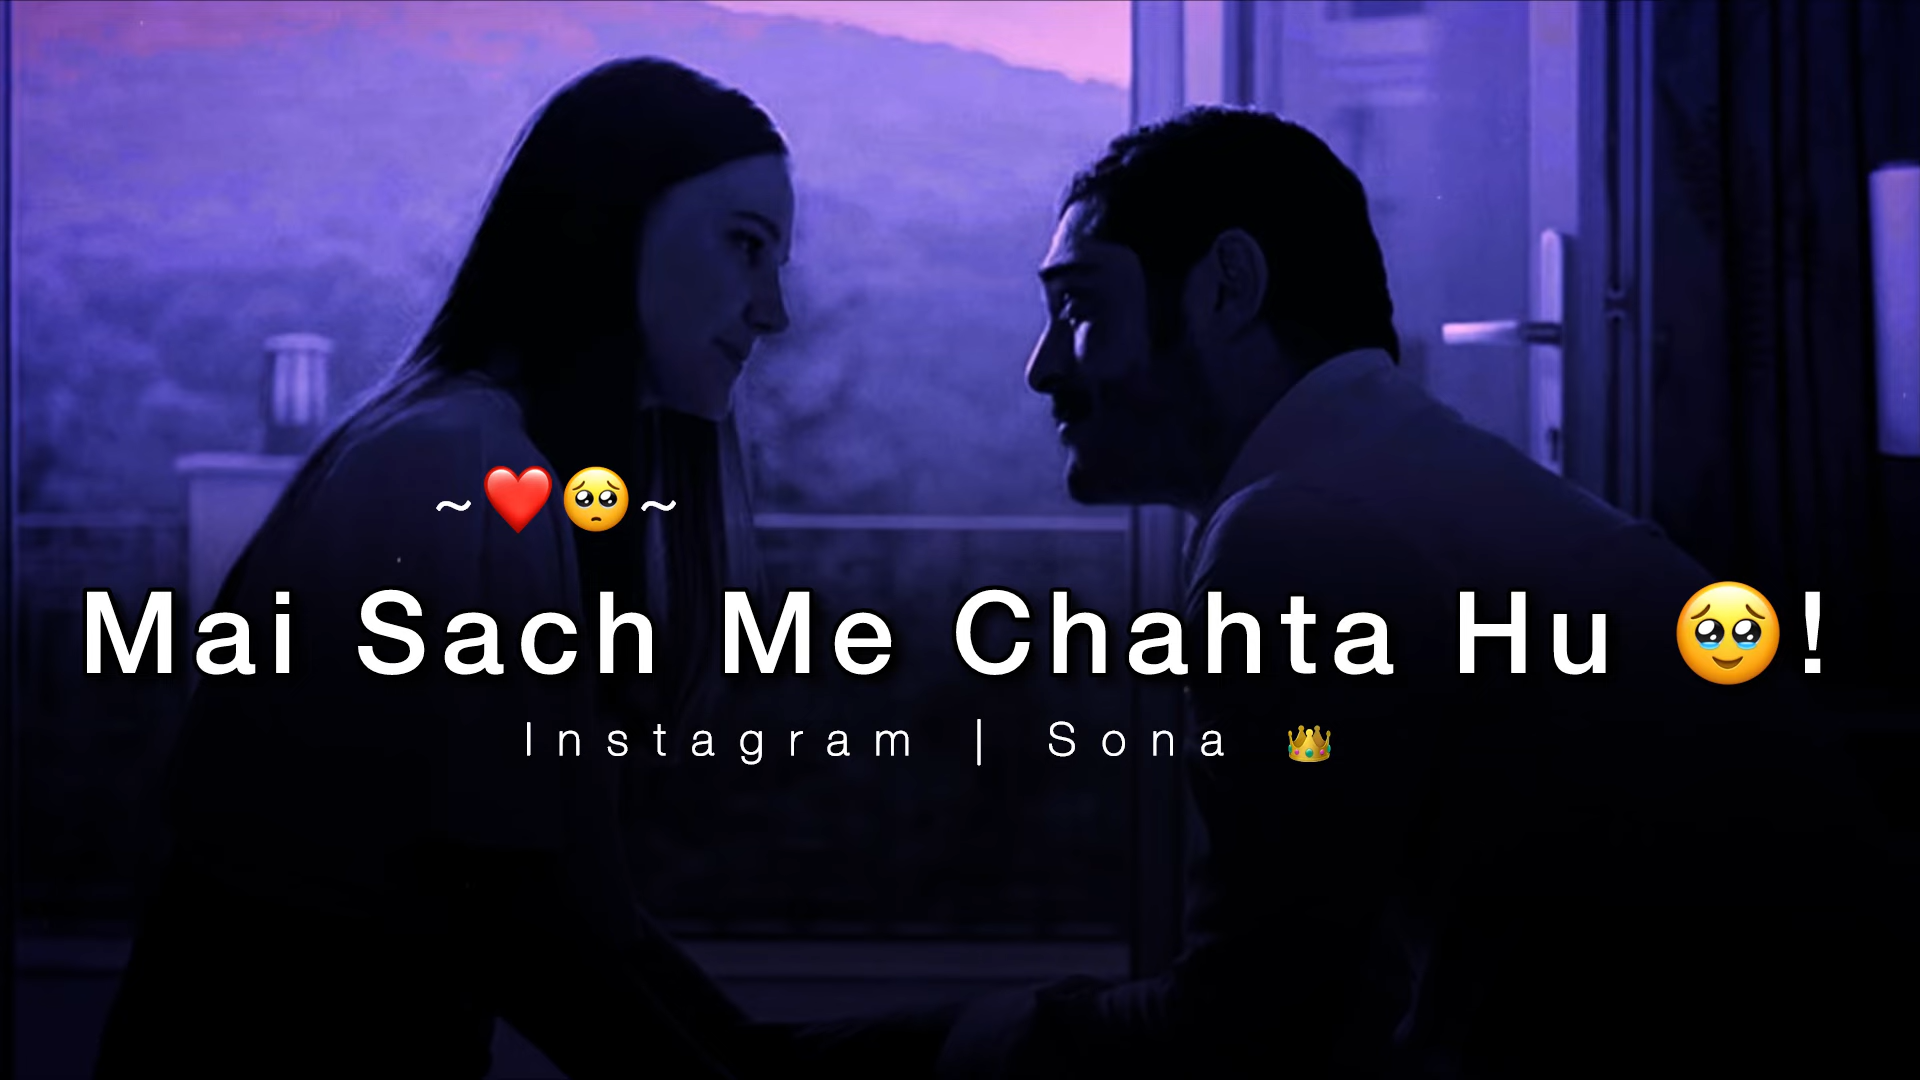 ~❤️🥺~
Mai Sach Me Chahta Hu 🥹!
Instagram | Sona 👑